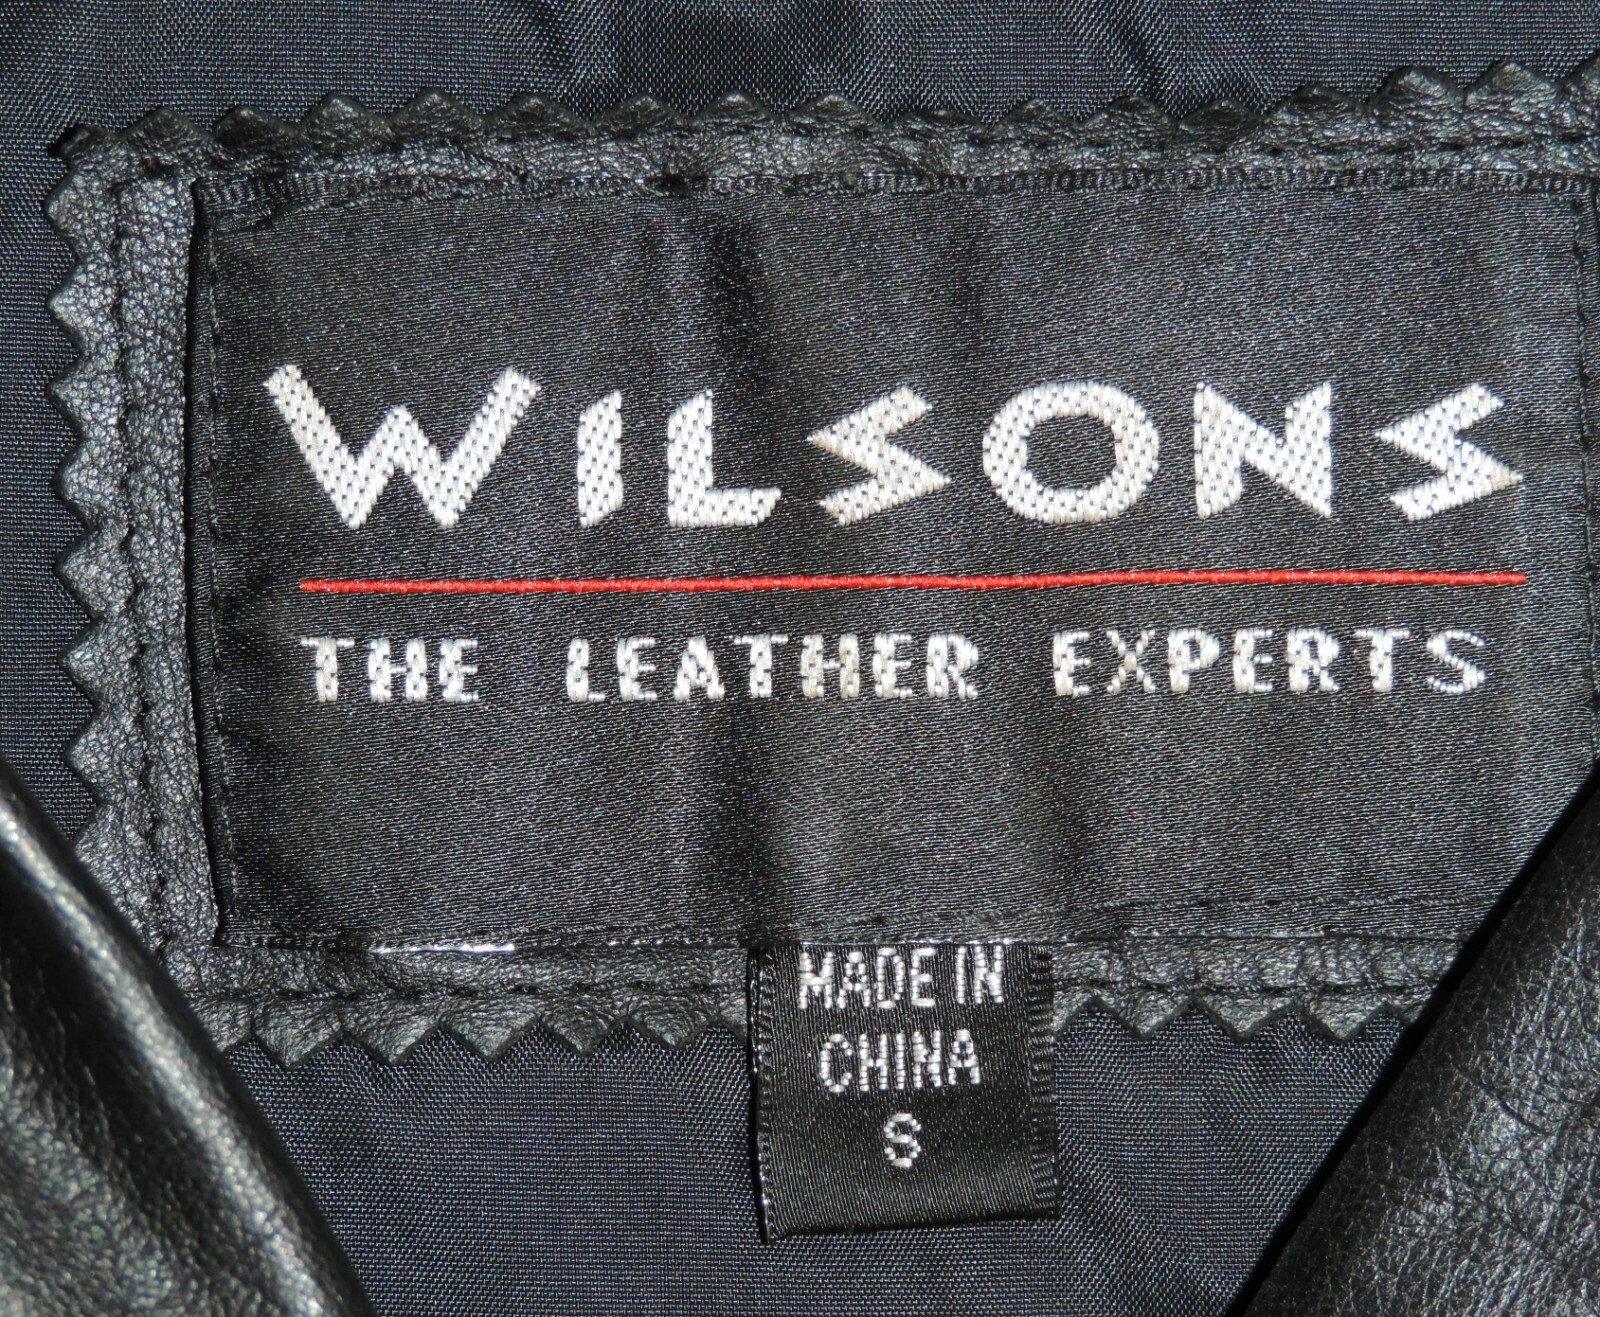 WILSONS
THE LEATHER EXPERTS
MADE IN
CHINA
S